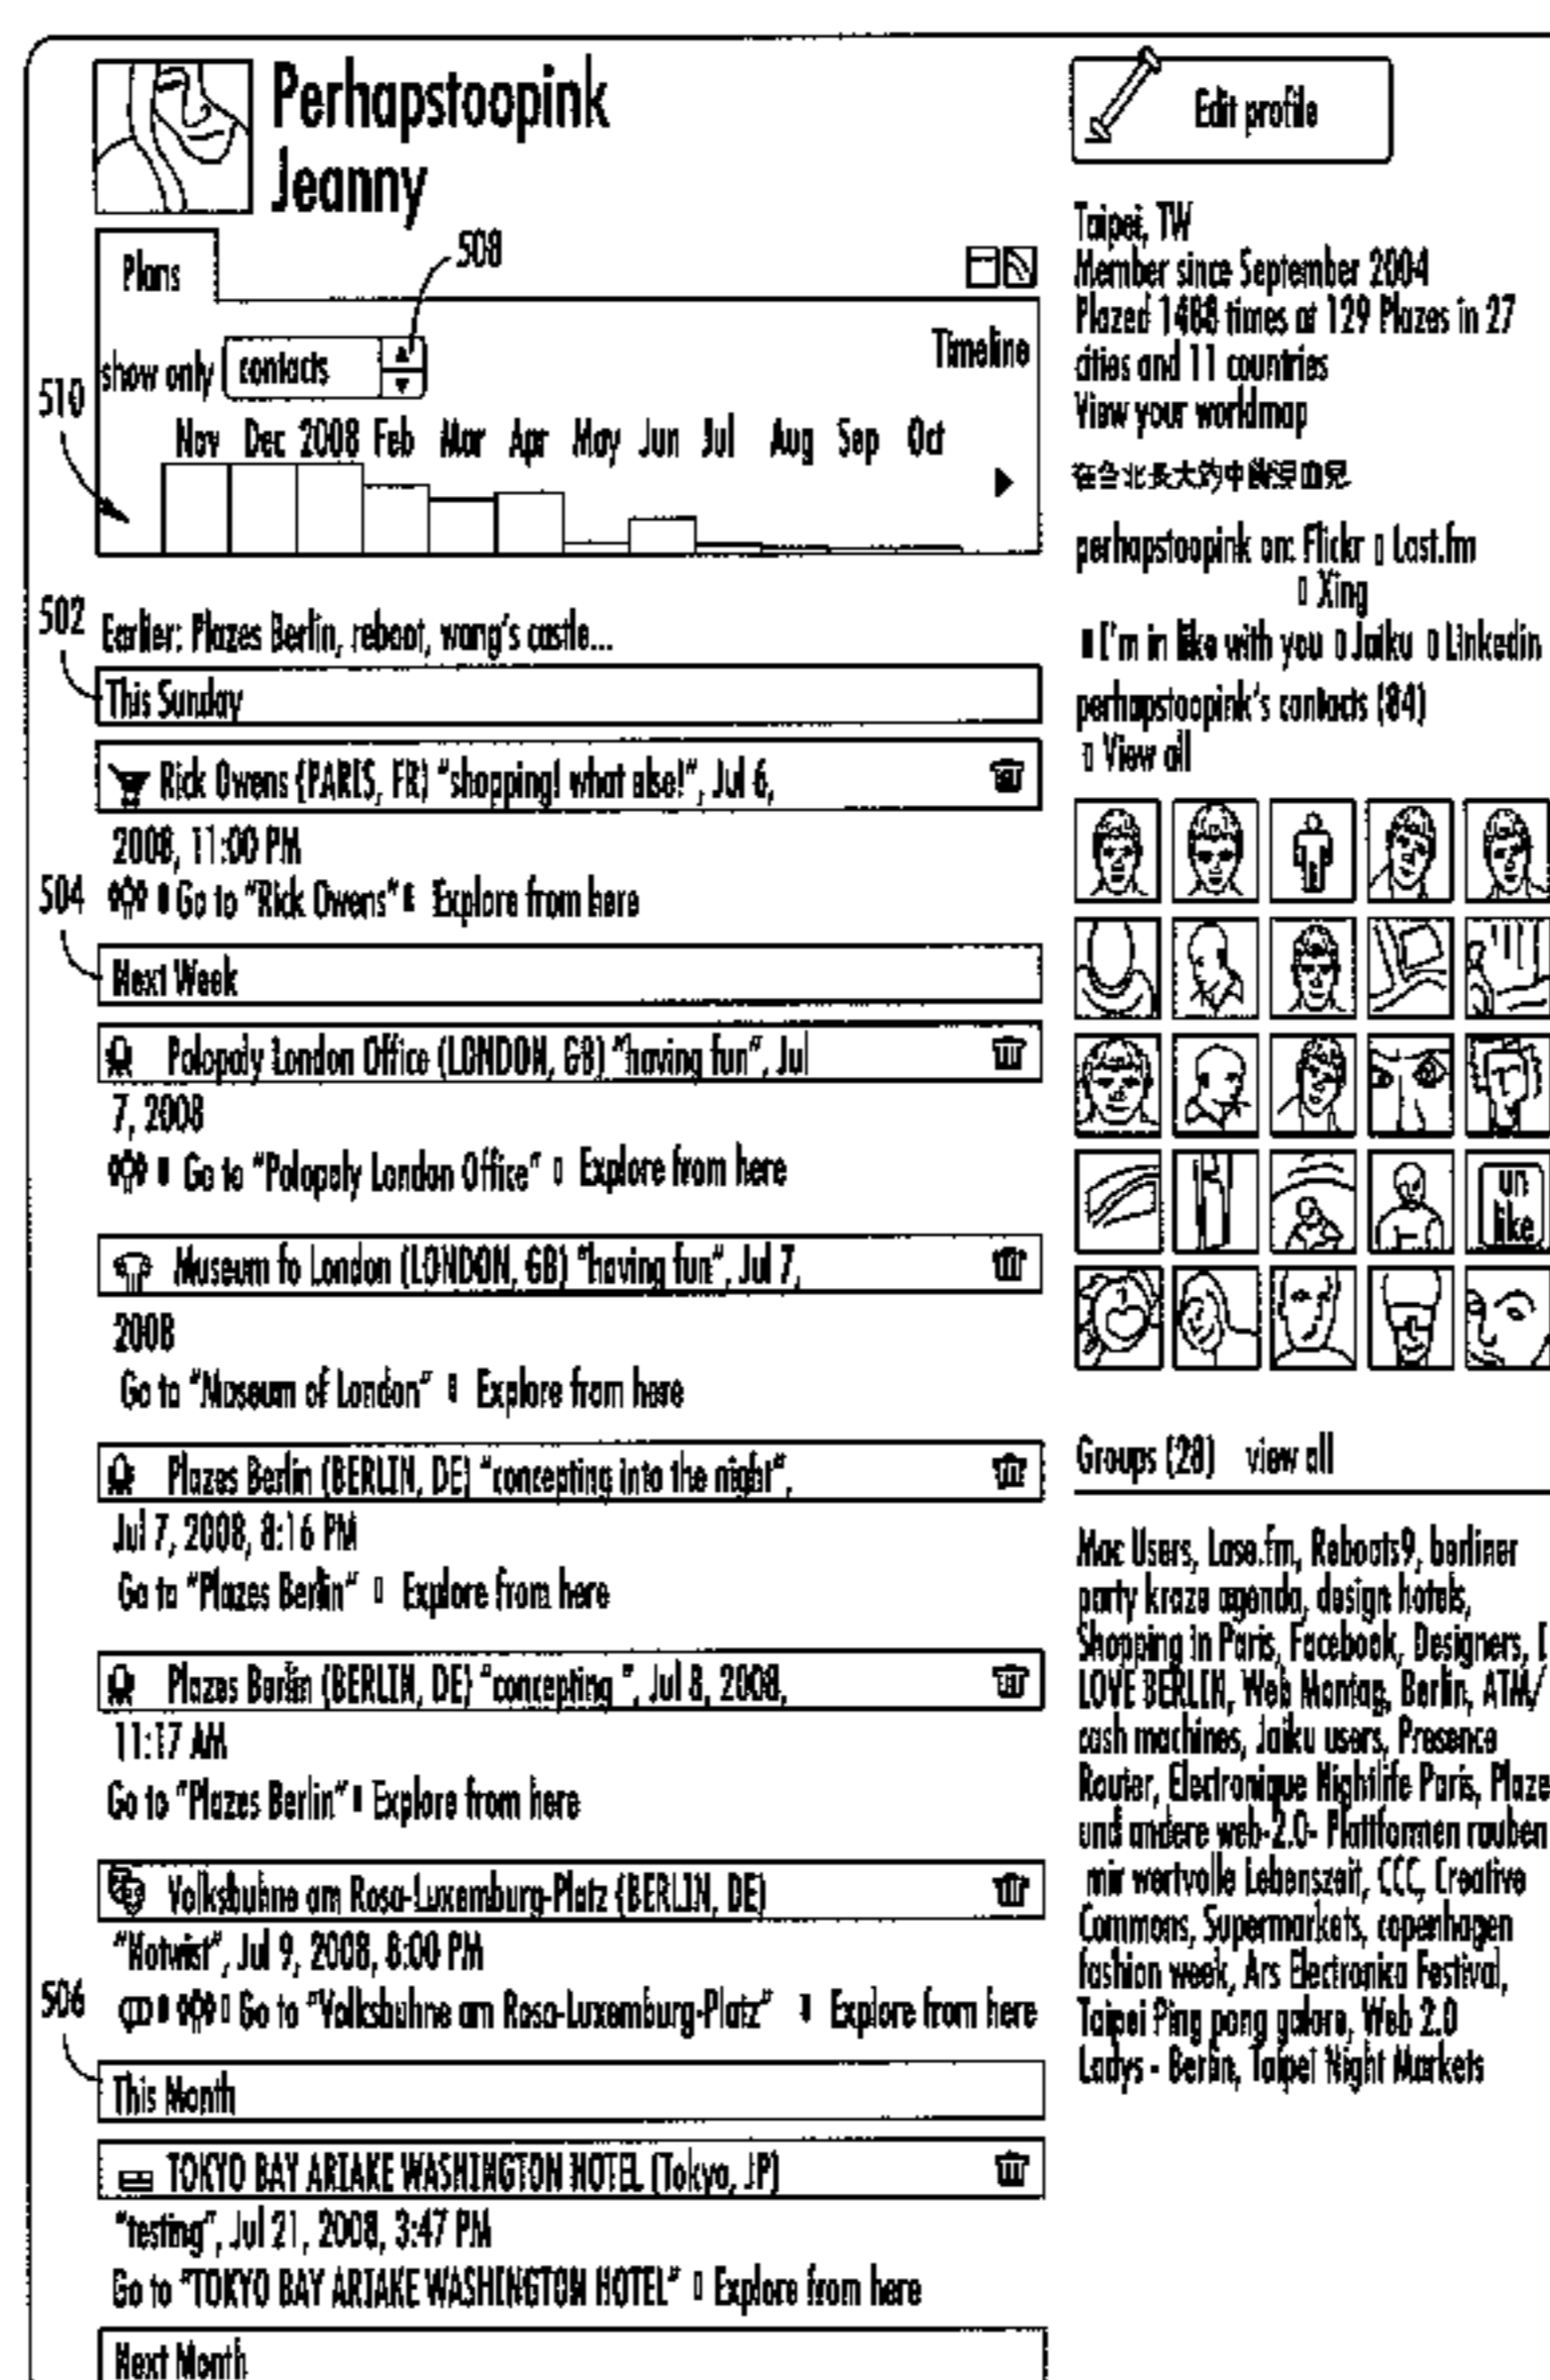 Perhapstoopink
Jeanny
Plans
508
show only contacts
Timeline
510
Nov Dec 2008 Feb Mar Apr May Jun Jul Aug Sep Oct
502
Earlier: Plazes Berlin, reboot, wang's castle...
This Sunday
Rick Owens (PARIS, FR) "shopping! what else!", Jul 6,
2008, 11:00 PM
504
Go to "Rick Owens" Explore from here
Next Week
Polopoly London Office (LONDON, GB) "having fun", Jul
7, 2008
Go to "Polopoly London Office" Explore from here
Museum fo London (LONDON, GB) "having fun", Jul 7,
2008
Go to "Museum of London" Explore from here
Plazes Berlin (BERLIN, DE) "concepting into the night",
Jul 7, 2008, 8:16 PM
Go to "Plazes Berlin" Explore from here
Plazes Berlin (BERLIN, DE) "concepting ", Jul 8, 2008,
11:17 AM
Go to "Plazes Berlin" Explore from here
Volksbuhne am Rosa-Luxemburg-Platz (BERLIN, DE)
"Notwist", Jul 9, 2008, 8:00 PM
506
Go to "Volksbuhne am Rosa-Luxemburg-Platz" Explore from here
This Month
TOKYO BAY ARIAKE WASHINGTON HOTEL (Tokyo, JP)
"testing", Jul 21, 2008, 3:47 PM
Go to "TOKYO BAY ARIAKE WASHINGTON HOTEL" Explore from here
Next Month
Edit profile
Taipei, TW
Member since September 2004
Plazed 1488 times at 129 Plazes in 27
cities and 11 countries
View your worldmap
在台北長大的中
perhapstoopink on: Flickr Last.fm
Xing
I'm in like with you Jaiku Linkedin
perhapstoopink's contacts (84)
View all
un
like
Groups (28) view all
Mac Users, Lase.fm, Reboots9, berliner
party kraze agenda, design hotels,
Shopping in Paris, Facebook, Designers, I
LOVE BERLIN, Web Montag, Berlin, ATM/
cash machines, Jaiku users, Presence
Router, Electronique Nightlife Paris, Plaze
und andere web-2.0- Plattformen rauben
mir wertvolle Lebenszeit, CCC, Creative
Commons, Supermarkets, copenhagen
fashion week, Ars Electronica Festival,
Taipei Ping pong galore, Web 2.0
Ladys - Berlin, Taipei Night Markets